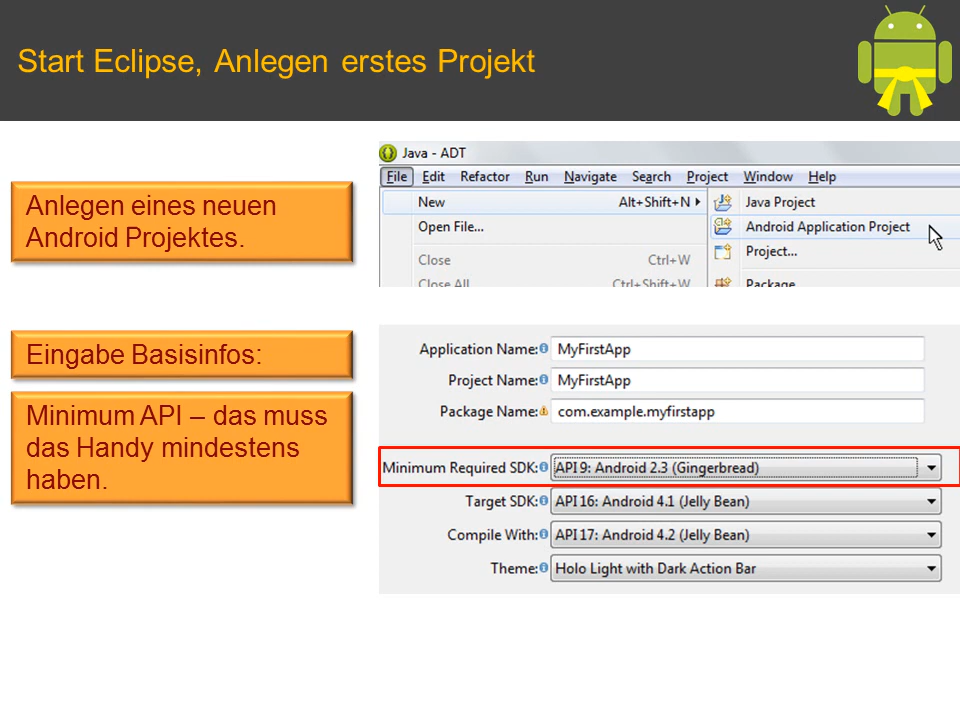 Start Eclipse, Anlegen erstes Projekt
Anlegen eines neuen
Android Projektes.
Java - ADT
File Edit Refactor Run Navigate Search Project Window Help
New Alt+Shift+N Java Project
Open File... Android Application Project
Project...
Close Ctrl+W
Close All Ctrl+Shift+W Package
Eingabe Basisinfos:
Minimum API – das muss
das Handy mindestens
haben.
Application Name: MyFirstApp
Project Name: MyFirstApp
Package Name: com.example.myfirstapp
Minimum Required SDK: API 9: Android 2.3 (Gingerbread)
Target SDK: API 16: Android 4.1 (Jelly Bean)
Compile With: API 17: Android 4.2 (Jelly Bean)
Theme: Holo Light with Dark Action Bar